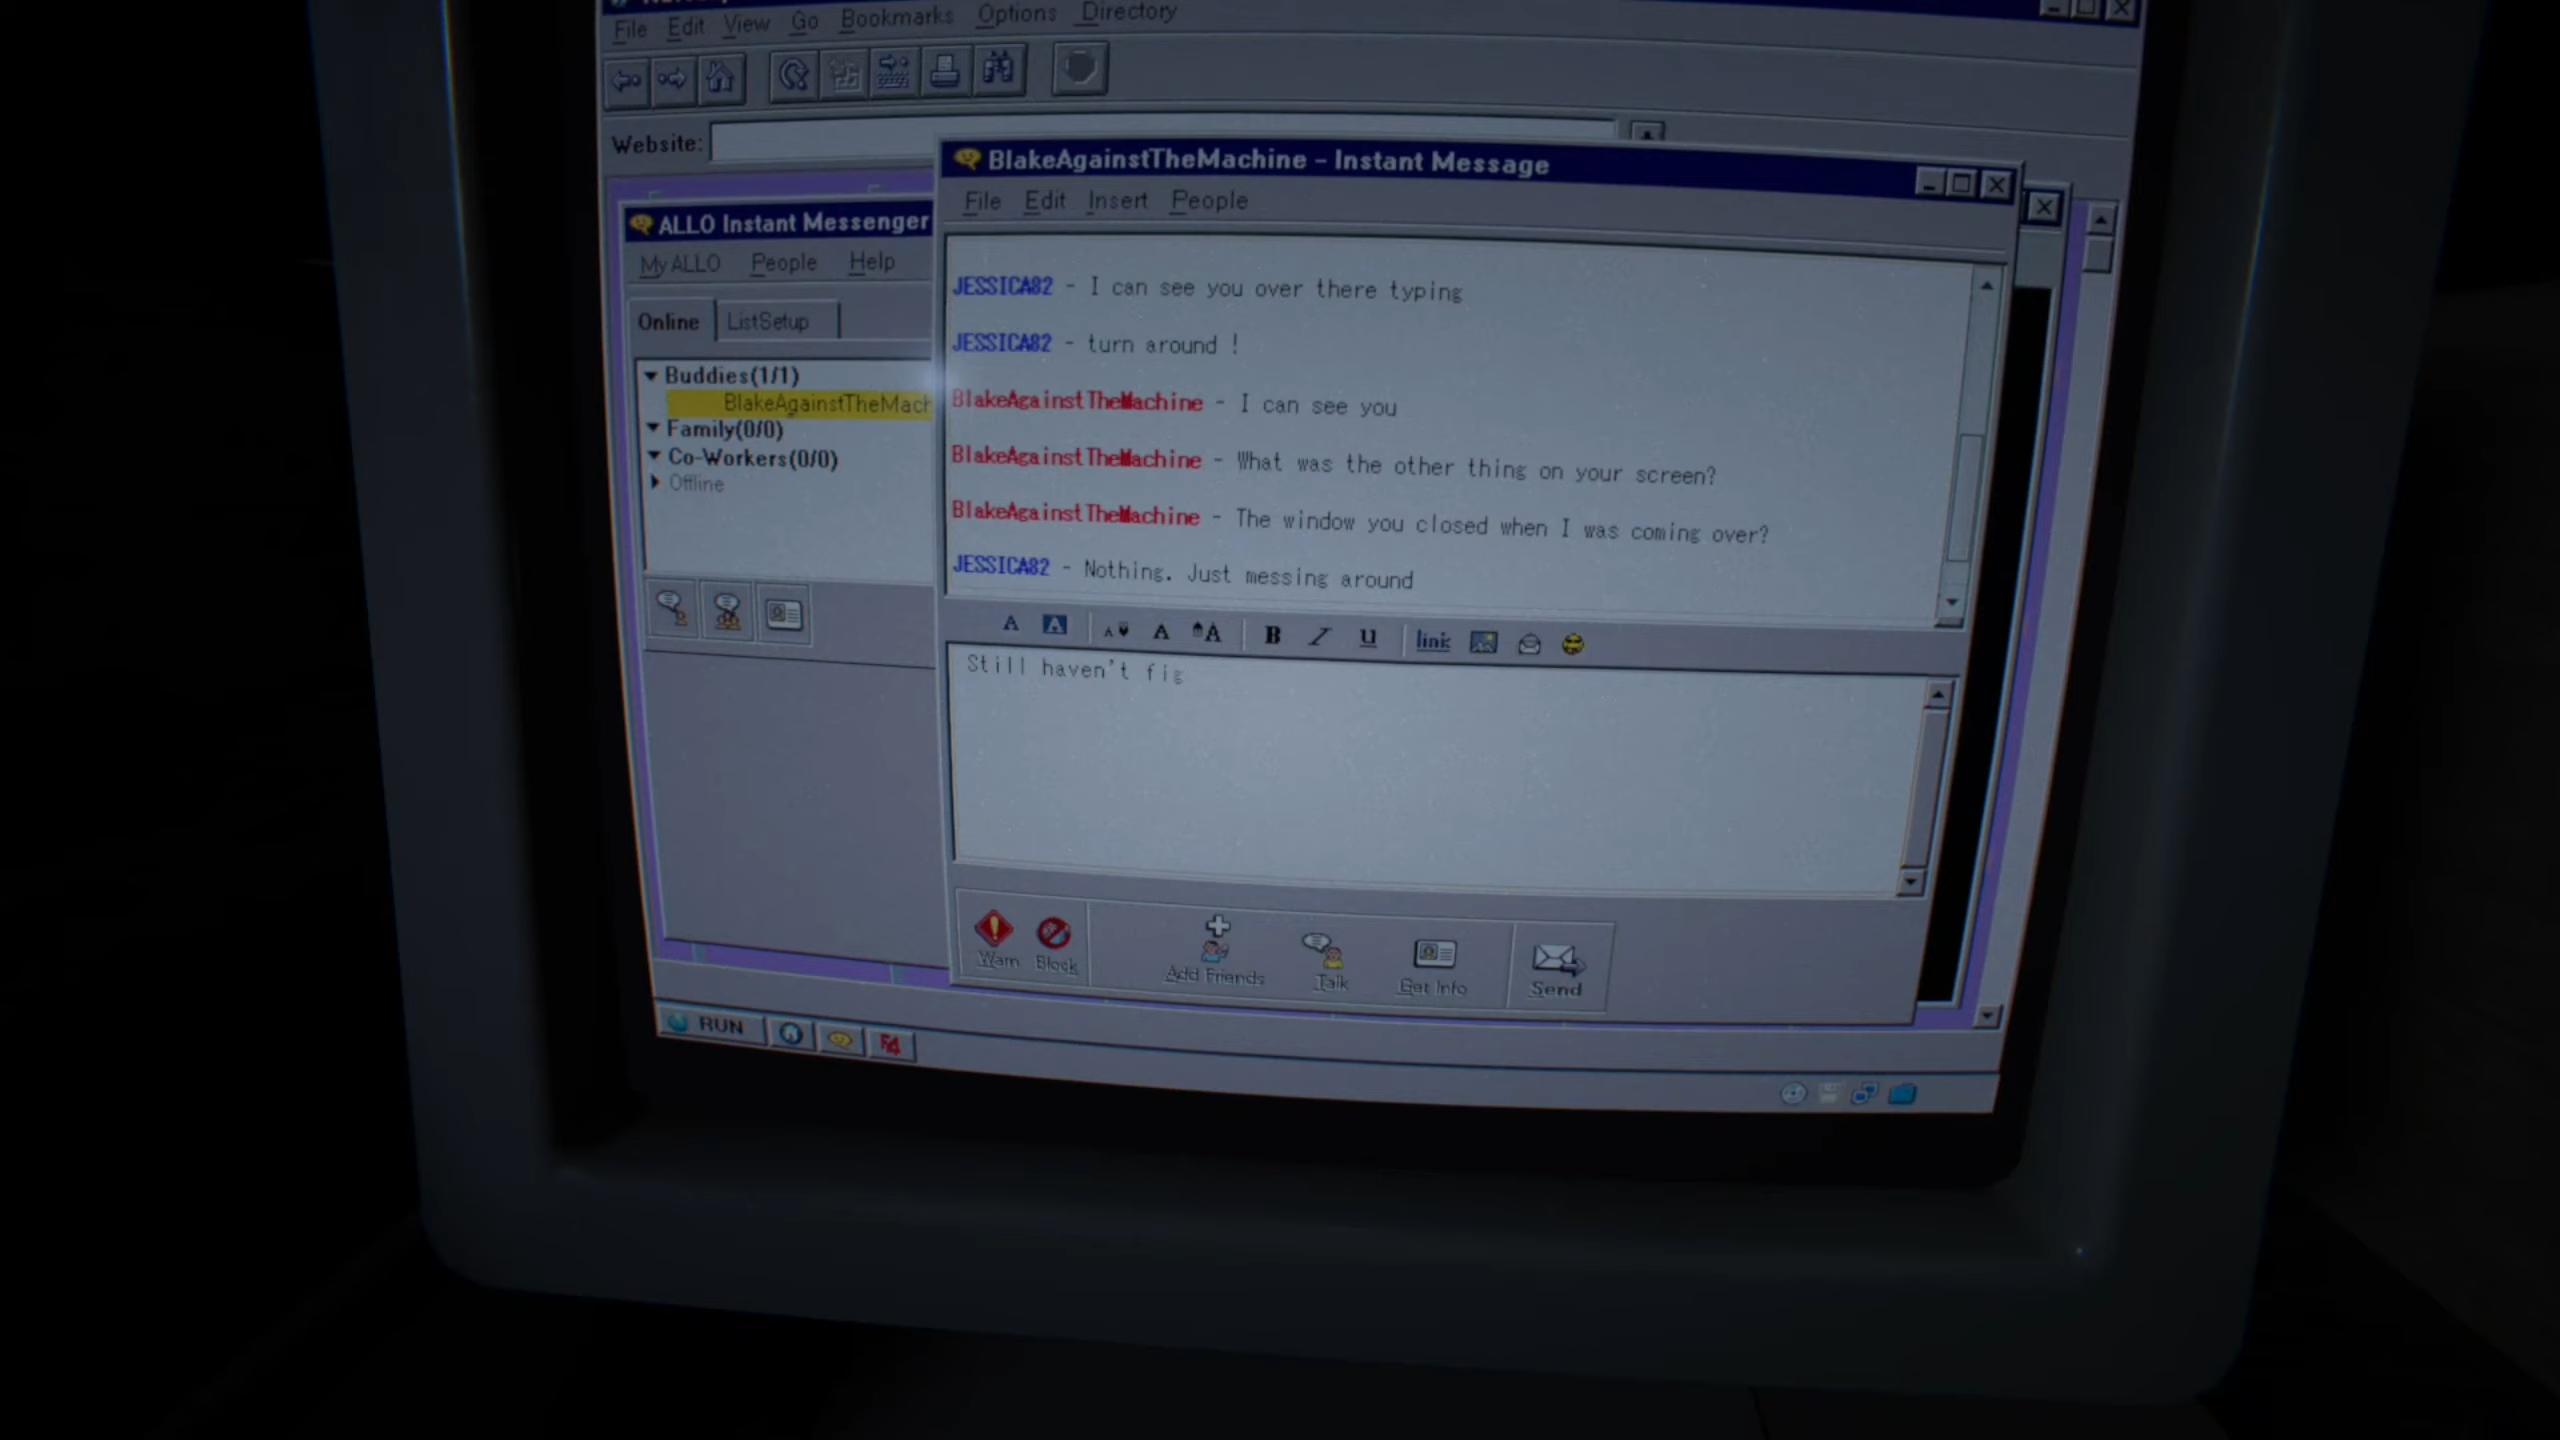 File Edit View Go Bookmarks Options Directory
Website:
BlakeAgainstTheMachine - Instant Message
File Edit Insert People
ALLO Instant Messenger
My ALLO People Help
Online ListSetup
Buddies(1/1)
BlakeAgainstTheMach
Family(0/0)
Co-Workers(0/0)
Offline
JESSICA82 - I can see you over there typing
JESSICA82 - turn around !
BlakeAgainstTheMachine - I can see you
BlakeAgainstTheMachine - What was the other thing on your screen?
BlakeAgainstTheMachine - The window you closed when I was coming over?
JESSICA82 - Nothing. Just messing around
A A A A A B I U link
Still haven't fig
Warn Block Add Friends Talk Get Info Send
RUN